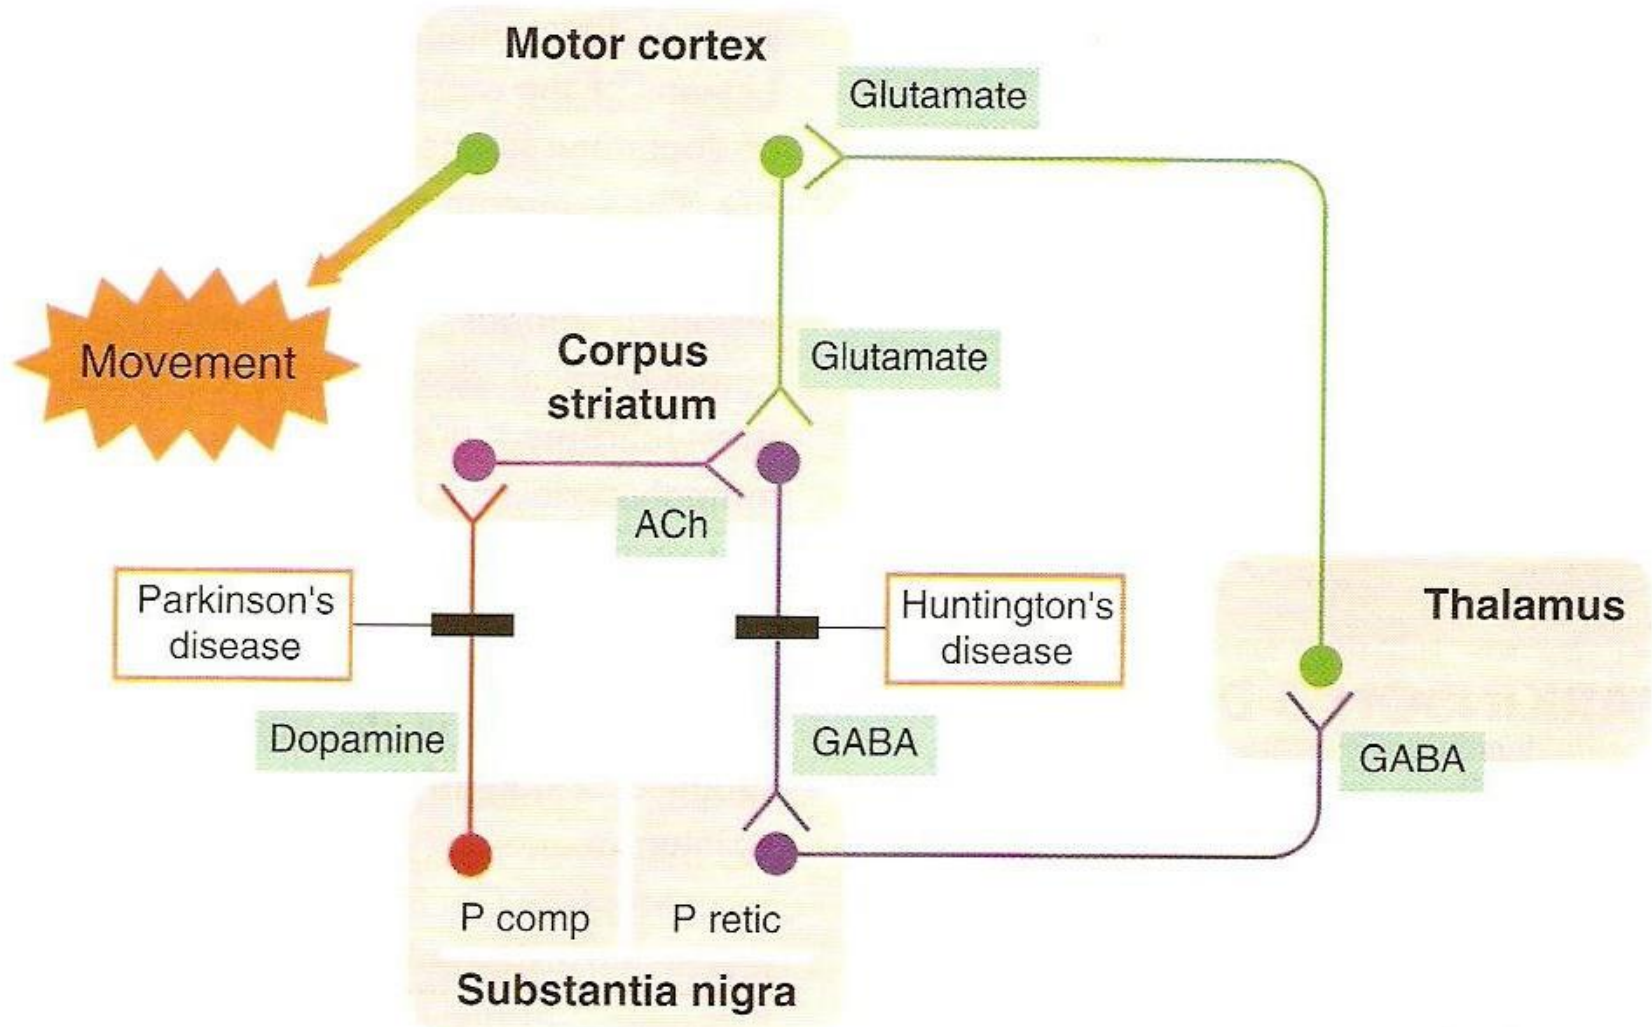 Motor cortex
Glutamate
Movement
Corpus
striatum
Glutamate
ACh
Parkinson's
disease
Huntington's
disease
Thalamus
Dopamine
GABA
GABA
P comp
P retic
Substantia nigra